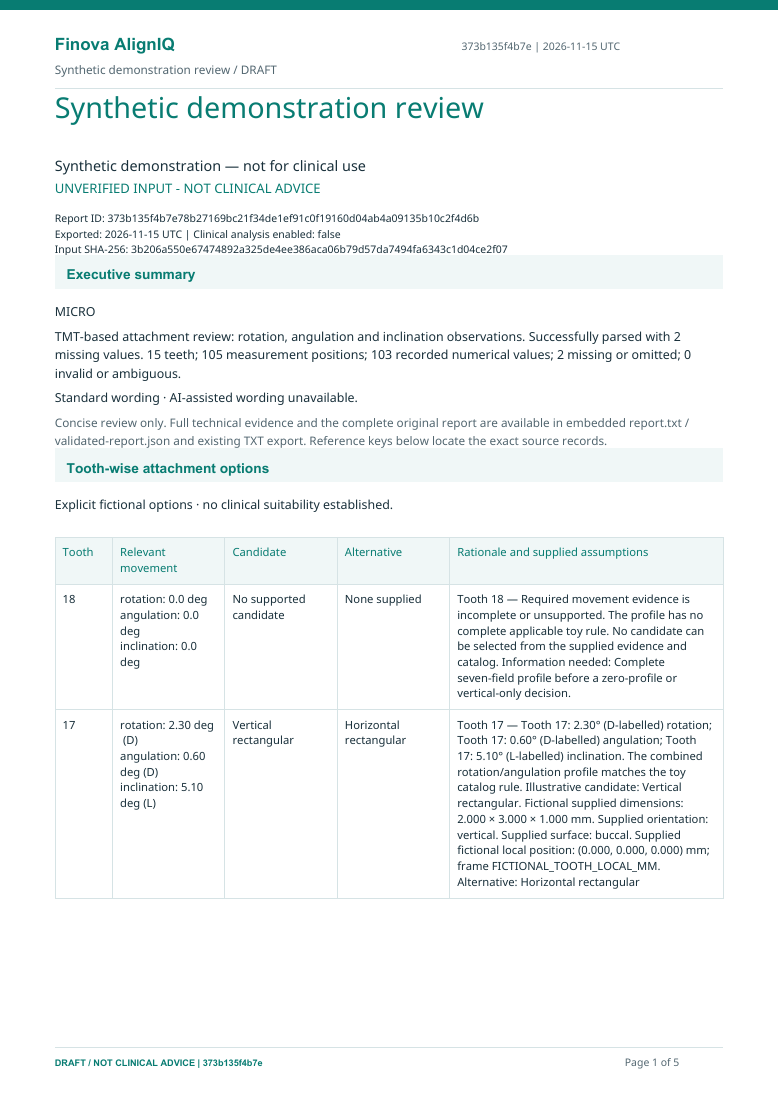 Finova AlignIQ
373b135f4b7e | 2026-11-15 UTC
Synthetic demonstration review / DRAFT
Synthetic demonstration review
Synthetic demonstration — not for clinical use
UNVERIFIED INPUT - NOT CLINICAL ADVICE
Report ID: 373b135f4b7e78b27169bc21f34de1ef91c0f19160d04ab4a09135b10c2f4d6b
Exported: 2026-11-15 UTC | Clinical analysis enabled: false
Input SHA-256: 3b206a550e67474892a325de4ee386aca06b79d57da7494fa6343c1d04ce2f07
Executive summary
MICRO
TMT-based attachment review: rotation, angulation and inclination observations. Successfully parsed with 2
missing values. 15 teeth; 105 measurement positions; 103 recorded numerical values; 2 missing or omitted; 0
invalid or ambiguous.
Standard wording · AI-assisted wording unavailable.
Concise review only. Full technical evidence and the complete original report are available in embedded report.txt /
validated-report.json and existing TXT export. Reference keys below locate the exact source records.
Tooth-wise attachment options
Explicit fictional options · no clinical suitability established.
Tooth
Relevant
movement
Candidate
Alternative
Rationale and supplied assumptions
18
rotation: 0.0 deg
angulation: 0.0
deg
inclination: 0.0
deg
No supported
candidate
None supplied
Tooth 18 — Required movement evidence is
incomplete or unsupported. The profile has no
complete applicable toy rule. No candidate can
be selected from the supplied evidence and
catalog. Information needed: Complete
seven-field profile before a zero-profile or
vertical-only decision.
17
rotation: 2.30 deg
(D)
angulation: 0.60
deg (D)
inclination: 5.10
deg (L)
Vertical
rectangular
Horizontal
rectangular
Tooth 17 — Tooth 17: 2.30° (D-labelled) rotation;
Tooth 17: 0.60° (D-labelled) angulation; Tooth
17: 5.10° (L-labelled) inclination. The combined
rotation/angulation profile matches the toy
catalog rule. Illustrative candidate: Vertical
rectangular. Fictional supplied dimensions:
2.000 × 3.000 × 1.000 mm. Supplied orientation:
vertical. Supplied surface: buccal. Supplied
fictional local position: (0.000, 0.000, 0.000) mm;
frame FICTIONAL_TOOTH_LOCAL_MM.
Alternative: Horizontal rectangular
DRAFT / NOT CLINICAL ADVICE | 373b135f4b7e
Page 1 of 5